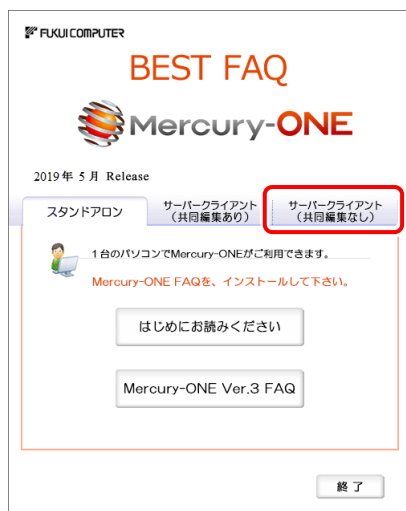 FUKUI COMPUTER
BEST FAQ
Mercury-ONE
2019年 5月 Release
スタンドアロン
サーバークライアント
（共同編集あり）
サーバークライアント
（共同編集なし）
1台のパソコンでMercury-ONEがご利用できます。
Mercury-ONE FAQを、インストールして下さい。
はじめにお読みください
Mercury-ONE Ver.3 FAQ
終了